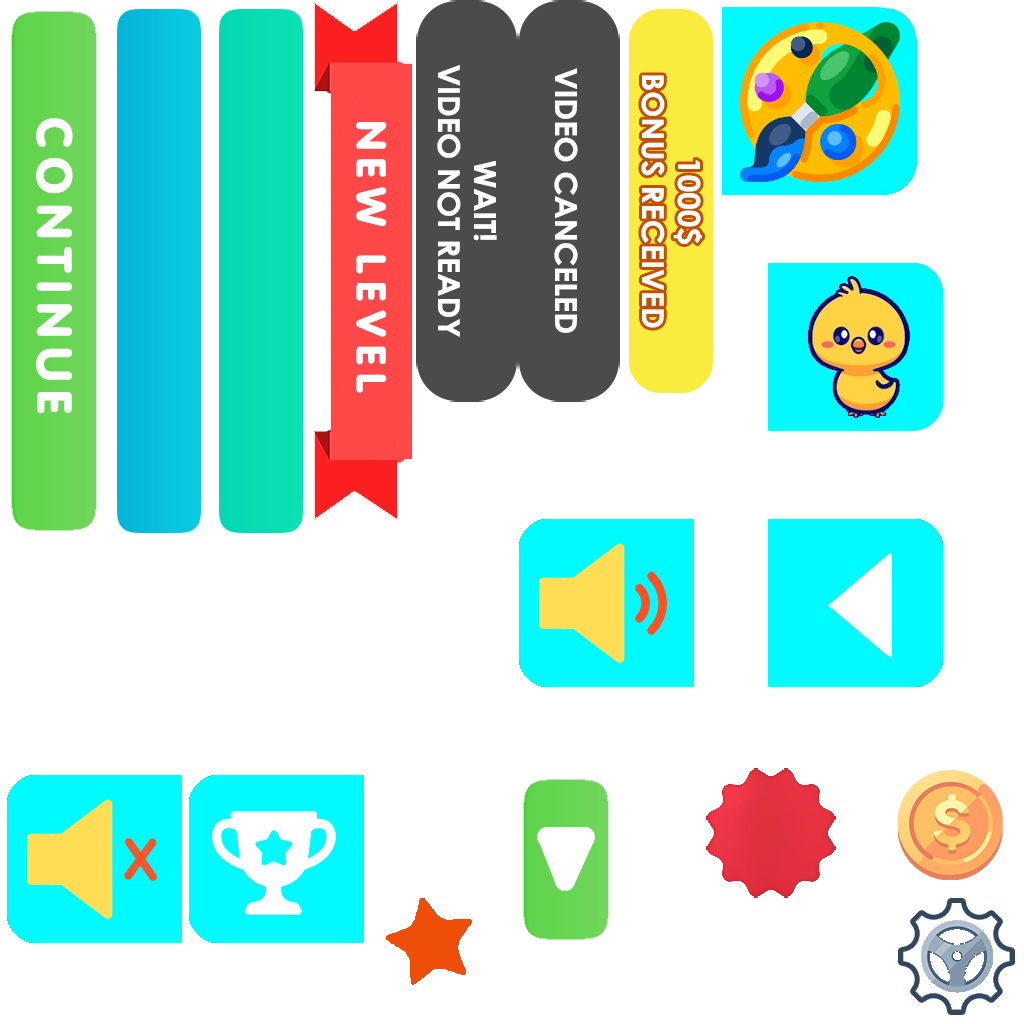 CONTINUE
NEW LEVEL
WAIT!
VIDEO NOT READY
VIDEO CANCELED
1000$
BONUS RECEIVED
$